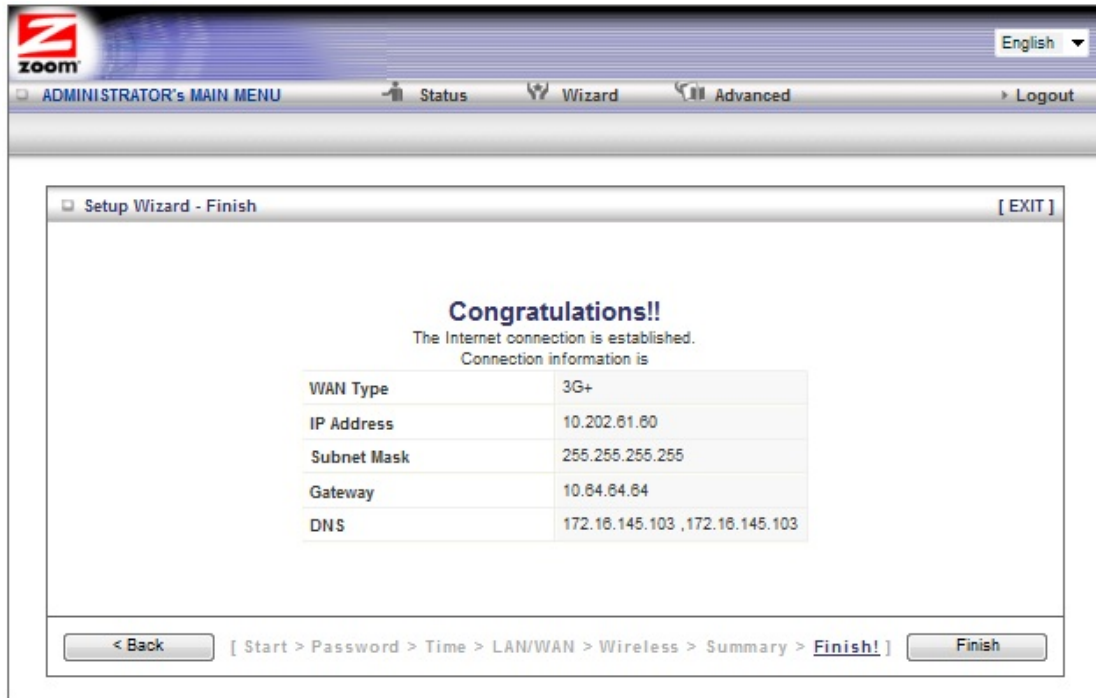 zoom
English
ADMINISTRATOR's MAIN MENU Status Wizard Advanced Logout
Setup Wizard - Finish [ EXIT ]
Congratulations!!
The Internet connection is established.
Connection information is
WAN Type 3G+
IP Address 10.202.61.60
Subnet Mask 255.255.255.255
Gateway 10.64.64.64
DNS 172.16.145.103 ,172.16.145.103
< Back [ Start > Password > Time > LAN/WAN > Wireless > Summary > Finish! ] Finish